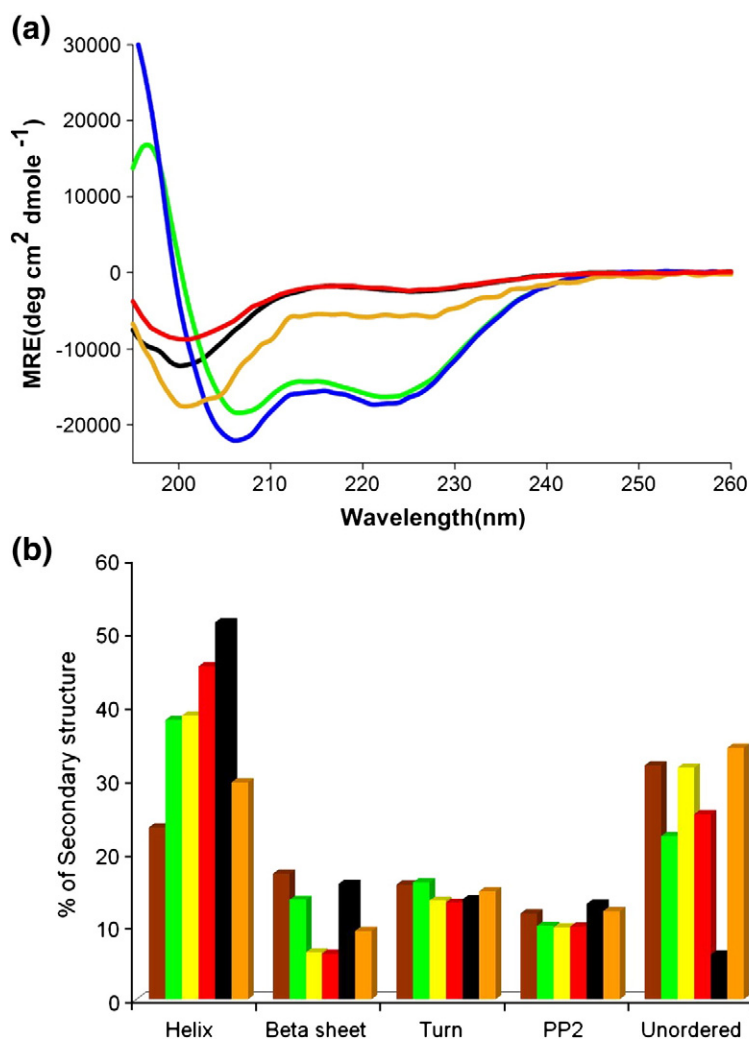 (a)
30000
20000
10000
0
-10000
-20000
MRE(deg cm² dmole ⁻¹)
200 210 220 230 240 250 260
Wavelength(nm)
(b)
60
50
40
30
20
10
0
% of Secondary structure
Helix Beta sheet Turn PP2 Unordered